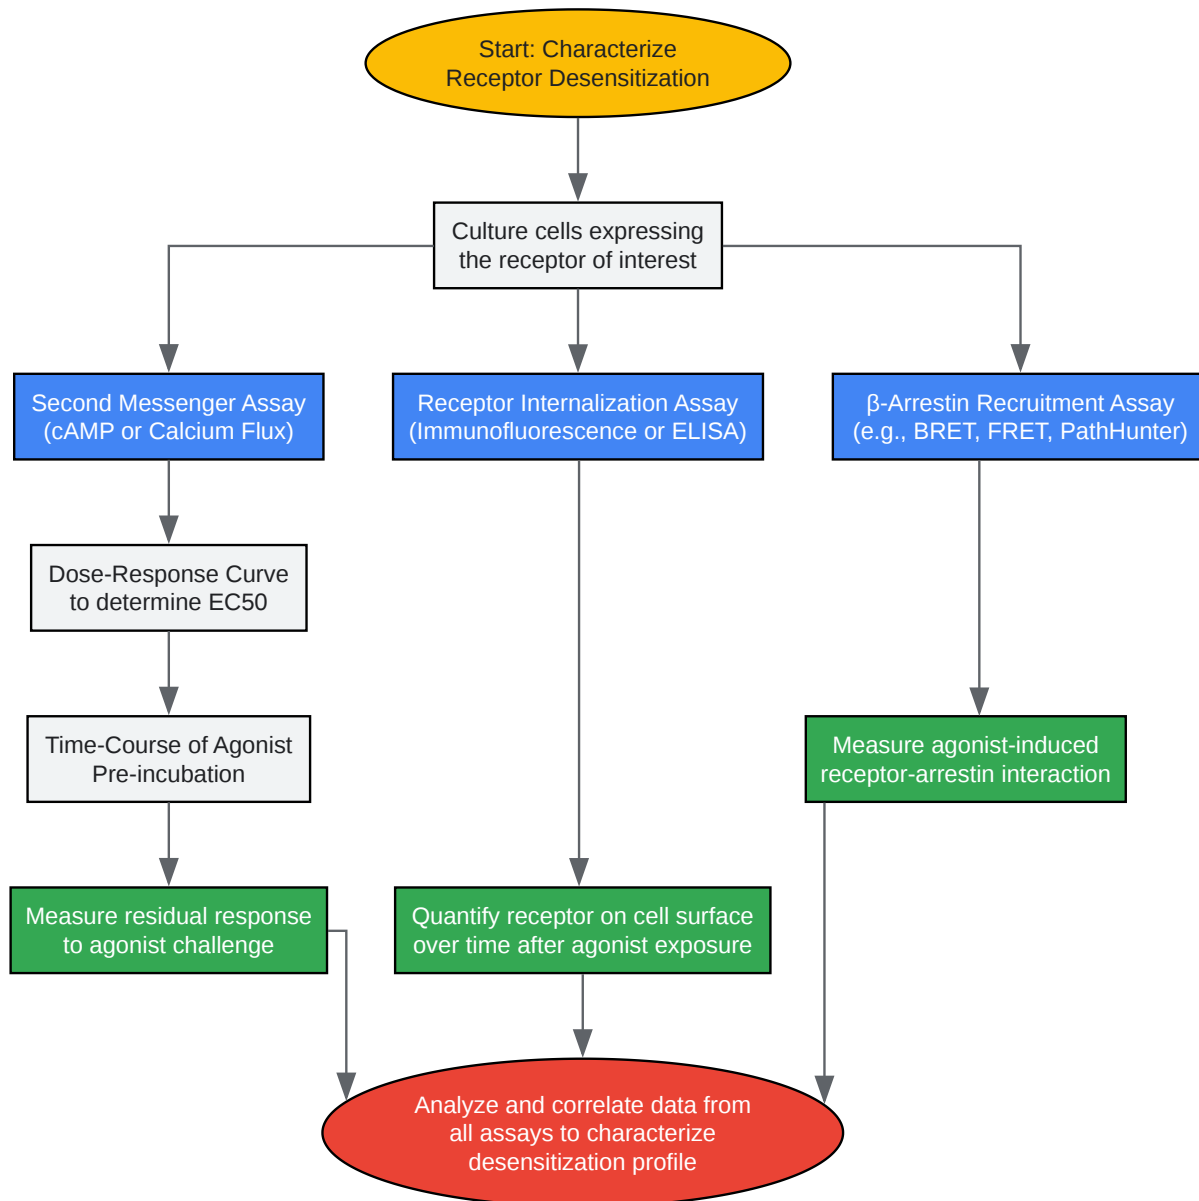 Start: Characterize
Receptor Desensitization
Culture cells expressing
the receptor of interest
Second Messenger Assay
(cAMP or Calcium Flux)
Receptor Internalization Assay
(Immunofluorescence or ELISA)
β-Arrestin Recruitment Assay
(e.g., BRET, FRET, PathHunter)
Dose-Response Curve
to determine EC50
Time-Course of Agonist
Pre-incubation
Measure agonist-induced
receptor-arrestin interaction
Measure residual response
to agonist challenge
Quantify receptor on cell surface
over time after agonist exposure
Analyze and correlate data from
all assays to characterize
desensitization profile